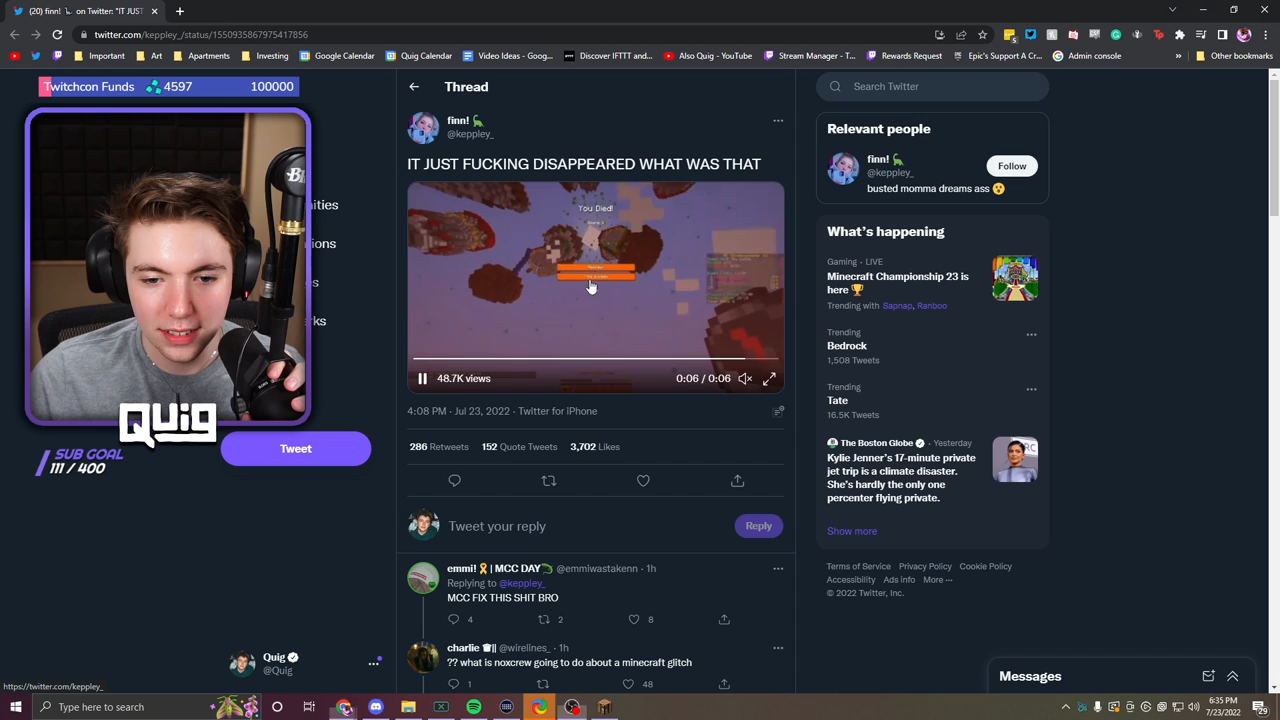 (20) finn! 🦕 on Twitter: "IT JUST
twitter.com/keppley_/status/1550935867975417856
Important
Art
Apartments
Investing
Google Calendar
Quig Calendar
Video Ideas - Goog...
Discover IFTTT and...
Also Quig - YouTube
Stream Manager - T...
Rewards Request
Epic's Support A Cr...
Admin console
Other bookmarks
Twitchcon Funds 4597 100000
nities
ions
s
rks
B
Quig
SUB GOAL
111 / 400
Tweet
Quig
@Quig
https://twitter.com/keppley_
Thread
finn! 🦕
@keppley_
IT JUST FUCKING DISAPPEARED WHAT WAS THAT
You Died!
48.7K views
0:06 / 0:06
4:08 PM · Jul 23, 2022 · Twitter for iPhone
286 Retweets 152 Quote Tweets 3,702 Likes
Tweet your reply
Reply
emmi! 🎗️ | MCC DAY @emmiwastakenn · 1h
Replying to @keppley_
MCC FIX THIS SHIT BRO
4 2 8
charlie @wirelines_ · 1h
?? what is noxcrew going to do about a minecraft glitch
1 48
Search Twitter
Relevant people
finn! 🦕
@keppley_
Follow
busted momma dreams ass 😮
What's happening
Gaming · LIVE
Minecraft Championship 23 is
here 🏆
Trending with Sapnap, Ranboo
Trending
Bedrock
1,508 Tweets
Trending
Tate
16.5K Tweets
The Boston Globe · Yesterday
Kylie Jenner's 17-minute private
jet trip is a climate disaster.
She's hardly the only one
percenter flying private.
Show more
Terms of Service Privacy Policy Cookie Policy
Accessibility Ads info More ···
© 2022 Twitter, Inc.
Messages
Type here to search
6:35 PM
7/23/2022